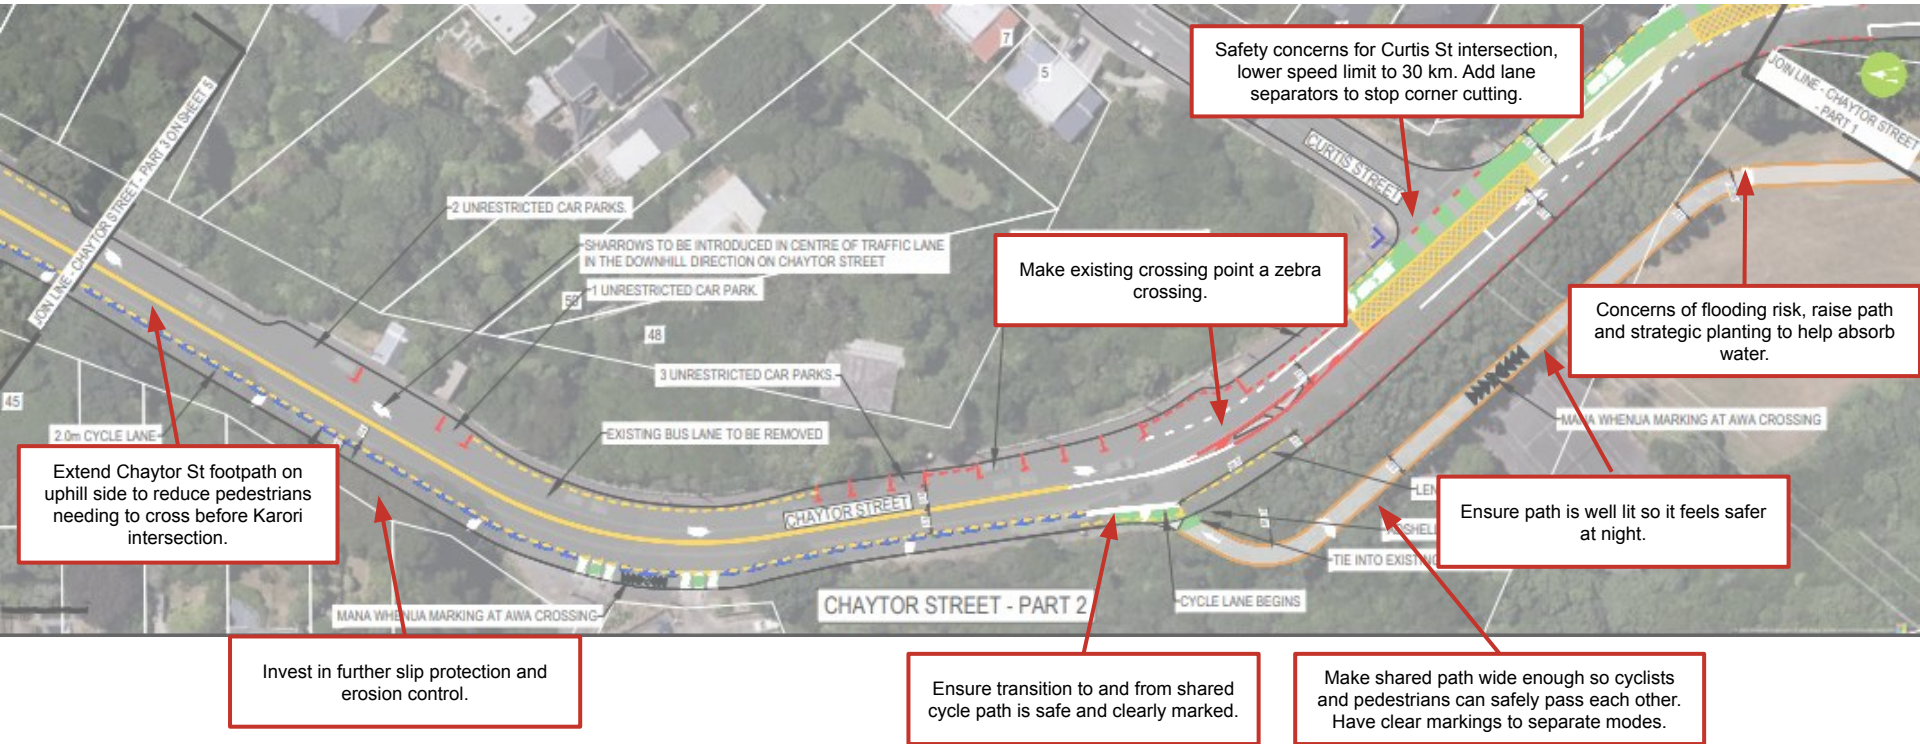 Safety concerns for Curtis St intersection,
lower speed limit to 30 km. Add lane
separators to stop corner cutting.
7
5
JOIN LINE - CHAYTOR STREET
- PART 1
JOIN LINE - CHAYTOR STREET - PART 3 ON SHEET 5
CURTIS STREET
2 UNRESTRICTED CAR PARKS.
SHARROWS TO BE INTRODUCED IN CENTRE OF TRAFFIC LANE
IN THE DOWNHILL DIRECTION ON CHAYTOR STREET
1 UNRESTRICTED CAR PARK.
48
Make existing crossing point a zebra
crossing.
Concerns of flooding risk, raise path
and strategic planting to help absorb
water.
3 UNRESTRICTED CAR PARKS.
45
2.0m CYCLE LANE
EXISTING BUS LANE TO BE REMOVED
MANA WHENUA MARKING AT AWA CROSSING
Extend Chaytor St footpath on
uphill side to reduce pedestrians
needing to cross before Karori
intersection.
CHAYTOR STREET
Ensure path is well lit so it feels safer
at night.
TIE INTO EXISTING
MANA WHENUA MARKING AT AWA CROSSING
CHAYTOR STREET - PART 2
CYCLE LANE BEGINS
Invest in further slip protection and
erosion control.
Ensure transition to and from shared
cycle path is safe and clearly marked.
Make shared path wide enough so cyclists
and pedestrians can safely pass each other.
Have clear markings to separate modes.